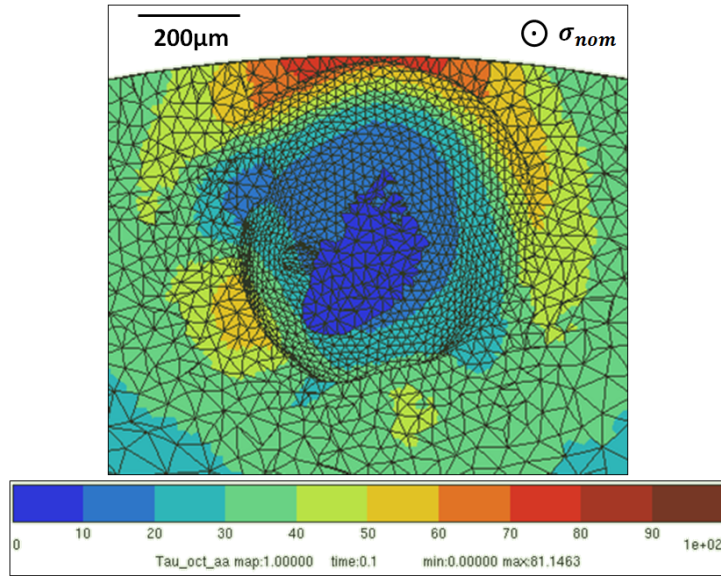 200μm
⊙ σnom
0 10 20 30 40 50 60 70 80 90 1e+02
Tau_oct_aa map:1.00000 time:0.1 min:0.00000 max:81.1463